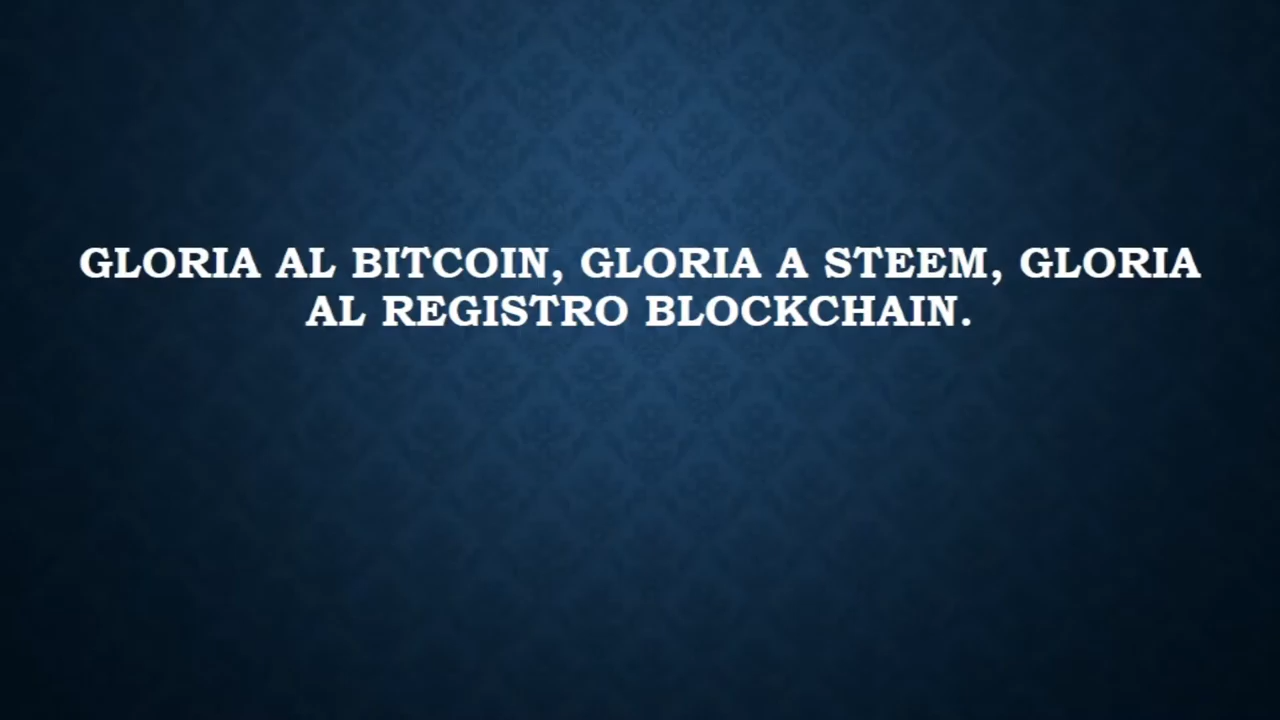 GLORIA AL BITCOIN, GLORIA A STEEM, GLORIA
AL REGISTRO BLOCKCHAIN.